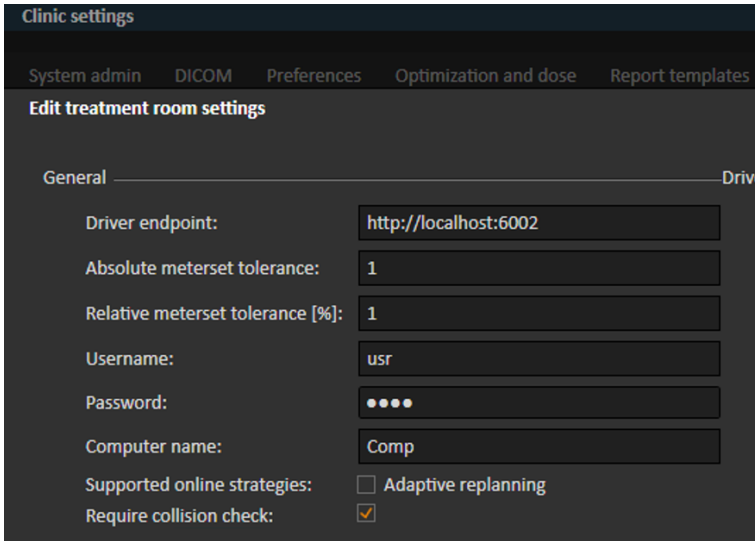 Clinic settings
System admin DICOM Preferences Optimization and dose Report templates
Edit treatment room settings
General Driv
Driver endpoint: http://localhost:6002
Absolute meterset tolerance: 1
Relative meterset tolerance [%]: 1
Username: usr
Password: ●●●●
Computer name: Comp
Supported online strategies: Adaptive replanning
Require collision check: